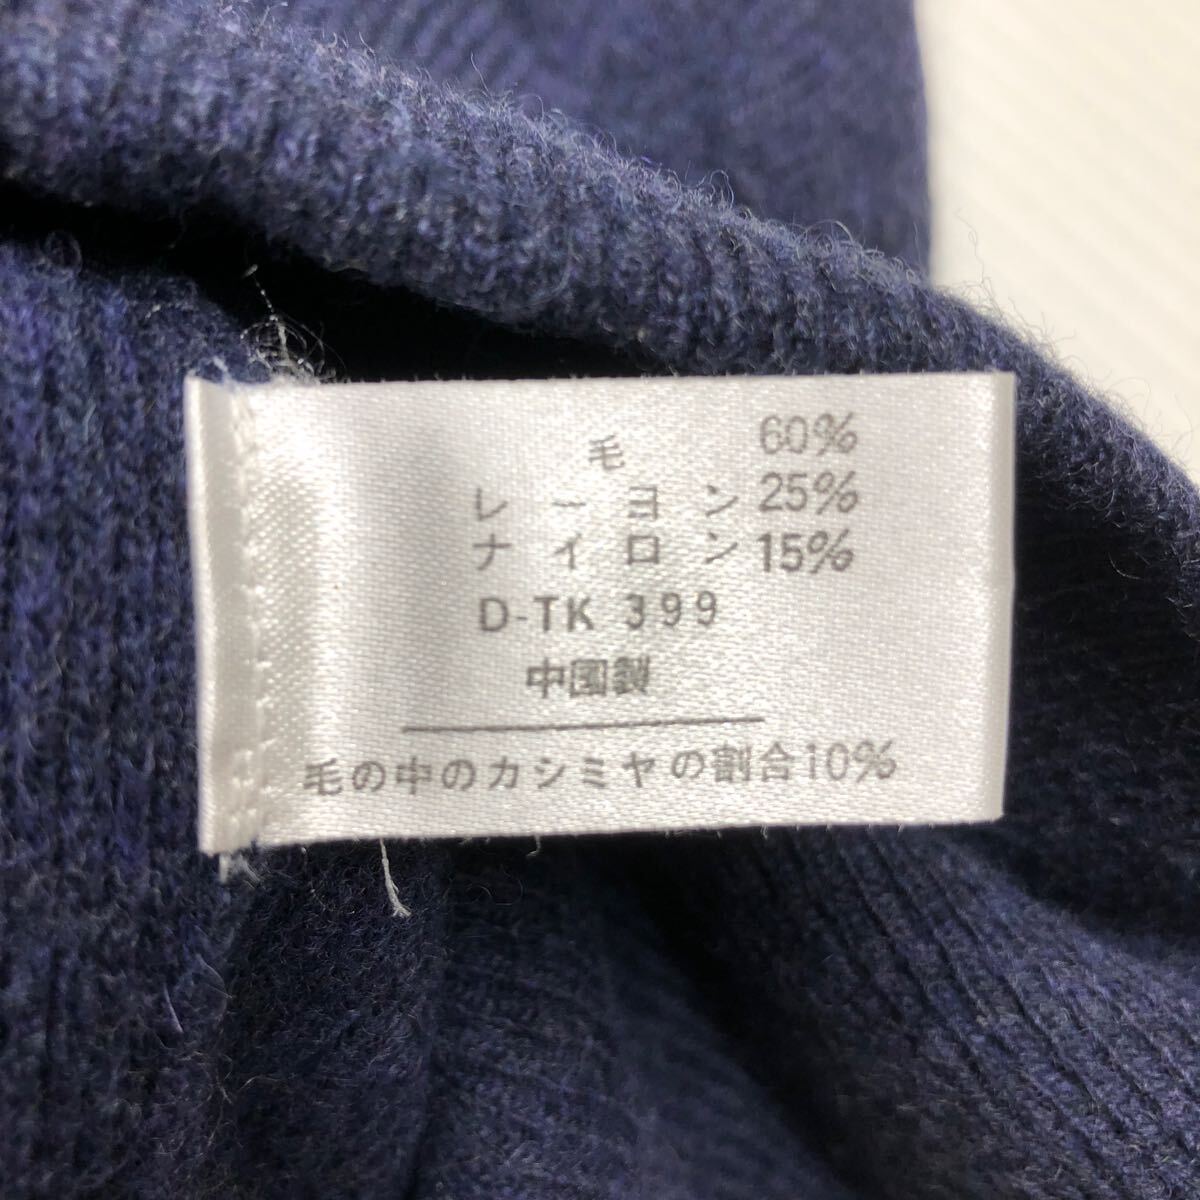 毛 60%
レーヨン 25%
ナイロン 15%
D-TK 399
中国製
毛の中のカシミヤの割合10%